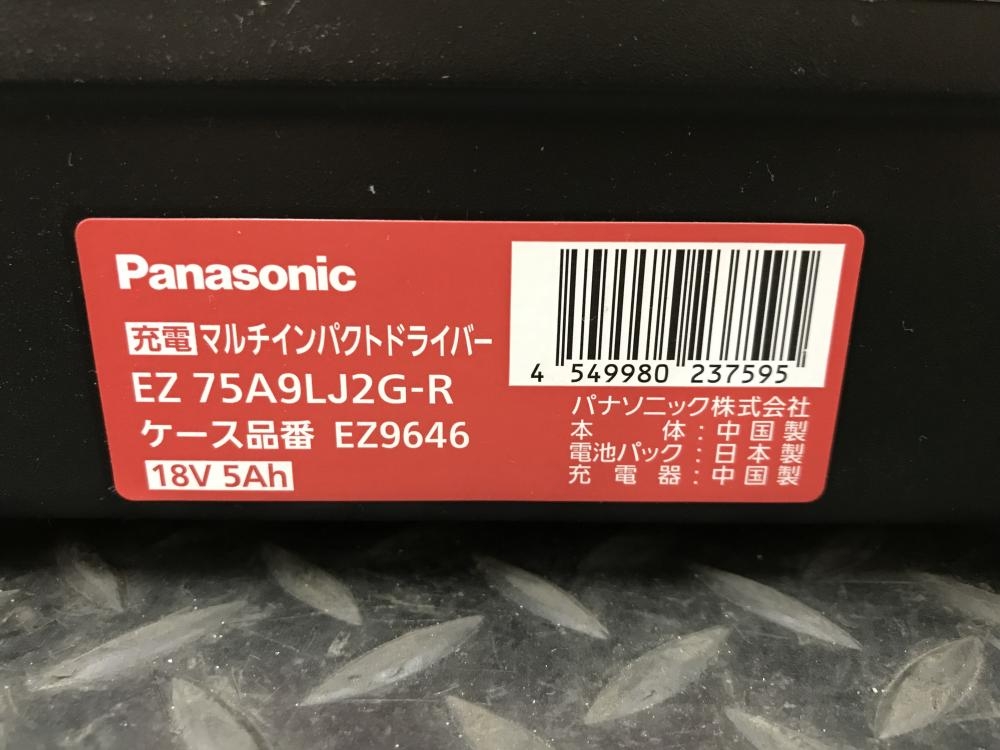 Panasonic
充電マルチインパクトドライバー
EZ 75A9LJ2G-R
ケース品番 EZ9646
18V 5Ah
4 549980 237595
パナソニック株式会社
本体：中国製
電池パック：日本製
充電器：中国製